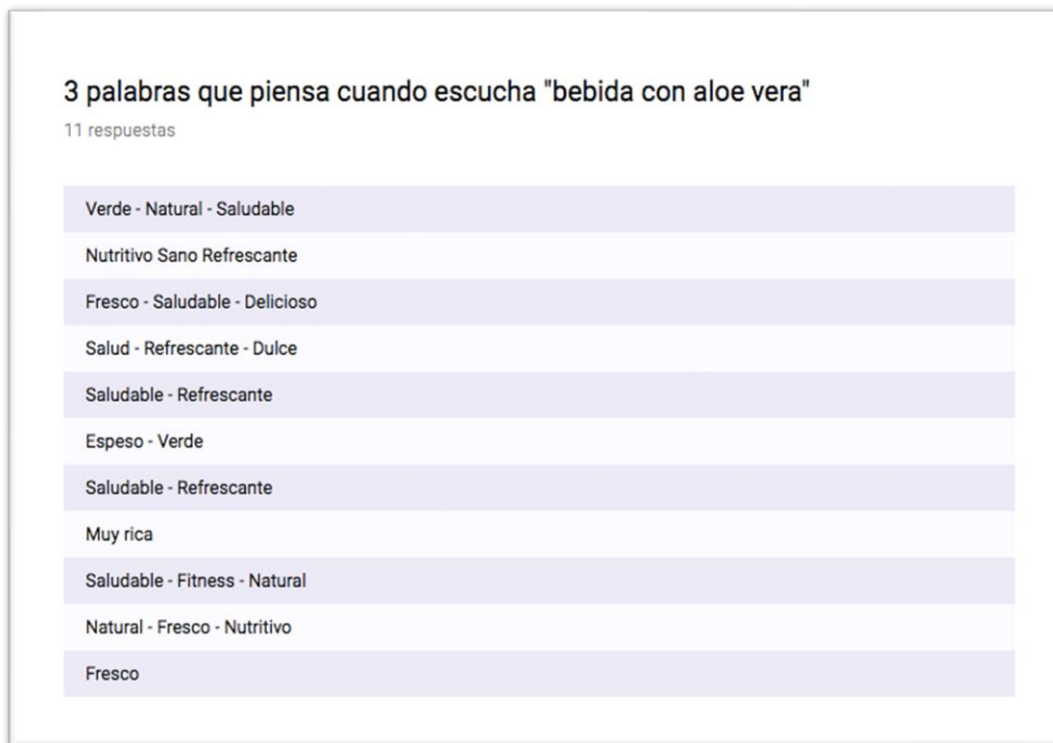 3 palabras que piensa cuando escucha "bebida con aloe vera"
11 respuestas
Verde - Natural - Saludable
Nutritivo Sano Refrescante
Fresco - Saludable - Delicioso
Salud - Refrescante - Dulce
Saludable - Refrescante
Espeso - Verde
Saludable - Refrescante
Muy rica
Saludable - Fitness - Natural
Natural - Fresco - Nutritivo
Fresco